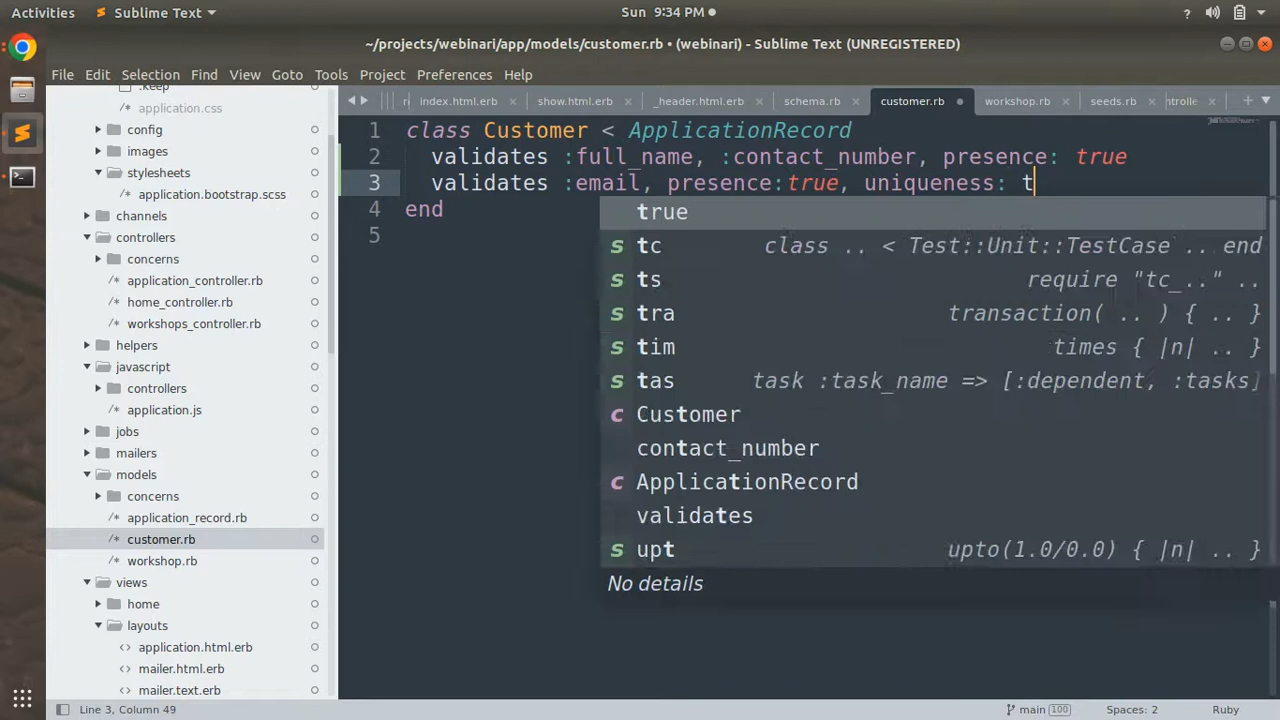 Activities
Sublime Text
Sun 9:34 PM
~/projects/webinari/app/models/customer.rb • (webinari) - Sublime Text (UNREGISTERED)
File Edit Selection Find View Goto Tools Project Preferences Help
.keep
application.css
config
images
stylesheets
application.bootstrap.scss
channels
controllers
concerns
application_controller.rb
home_controller.rb
workshops_controller.rb
helpers
javascript
controllers
application.js
jobs
mailers
models
concerns
application_record.rb
customer.rb
workshop.rb
views
home
layouts
application.html.erb
mailer.html.erb
mailer.text.erb
index.html.erb
show.html.erb
_header.html.erb
schema.rb
customer.rb
workshop.rb
seeds.rb
1 class Customer < ApplicationRecord
2 validates :full_name, :contact_number, presence: true
3 validates :email, presence:true, uniqueness: t
4 end
5
true
s tc class .. < Test::Unit::TestCase .. end
s ts require "tc_.." ..
s tra transaction( .. ) { .. }
s tim times { |n| .. }
s tas task :task_name => [:dependent, :tasks]
c Customer
contact_number
c ApplicationRecord
validates
s upt upto(1.0/0.0) { |n| .. }
No details
Line 3, Column 49
main 100
Spaces: 2
Ruby